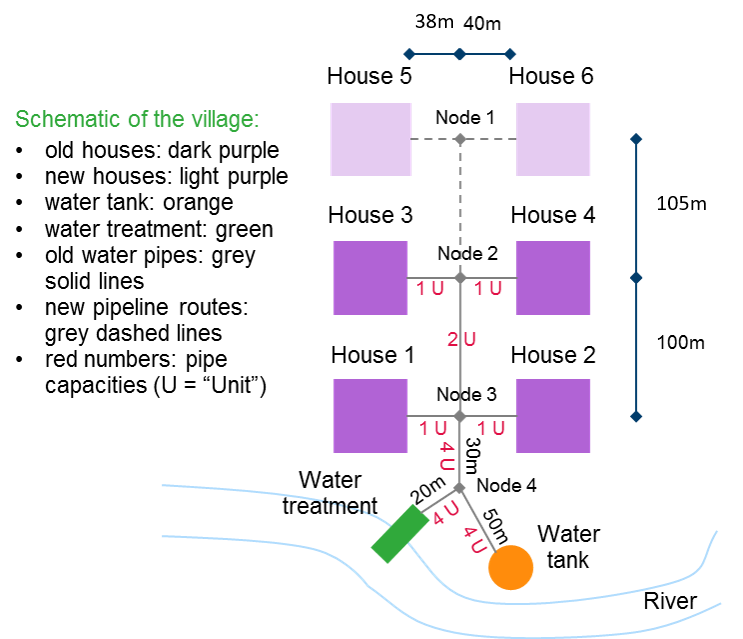 38m 40m
House 5 House 6
Schematic of the village:
• old houses: dark purple
• new houses: light purple
• water tank: orange
• water treatment: green
• old water pipes: grey
solid lines
• new pipeline routes:
grey dashed lines
• red numbers: pipe
capacities (U = “Unit”)
Node 1
105m
House 3 House 4
Node 2
1 U 1 U
2 U
100m
House 1 House 2
Node 3
1 U 1 U
4 U 30m
Water
treatment
20m
4 U
Node 4
50m
4 U
Water
tank
River